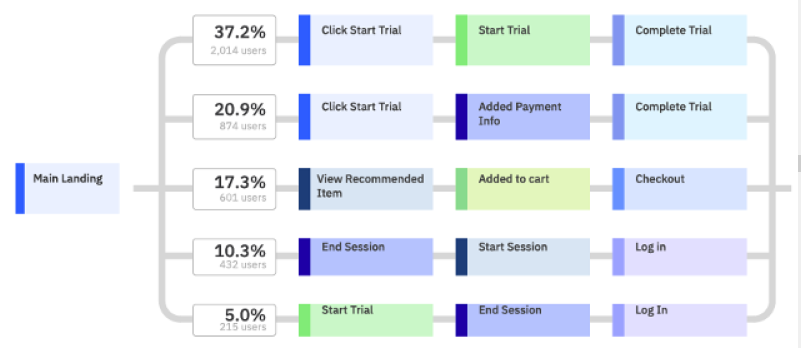 37.2%
2,014 users
Click Start Trial
Start Trial
Complete Trial
20.9%
874 users
Click Start Trial
Added Payment
Info
Complete Trial
Main Landing
17.3%
601 users
View Recommended
Item
Added to cart
Checkout
10.3%
432 users
End Session
Start Session
Log in
5.0%
215 users
Start Trial
End Session
Log In